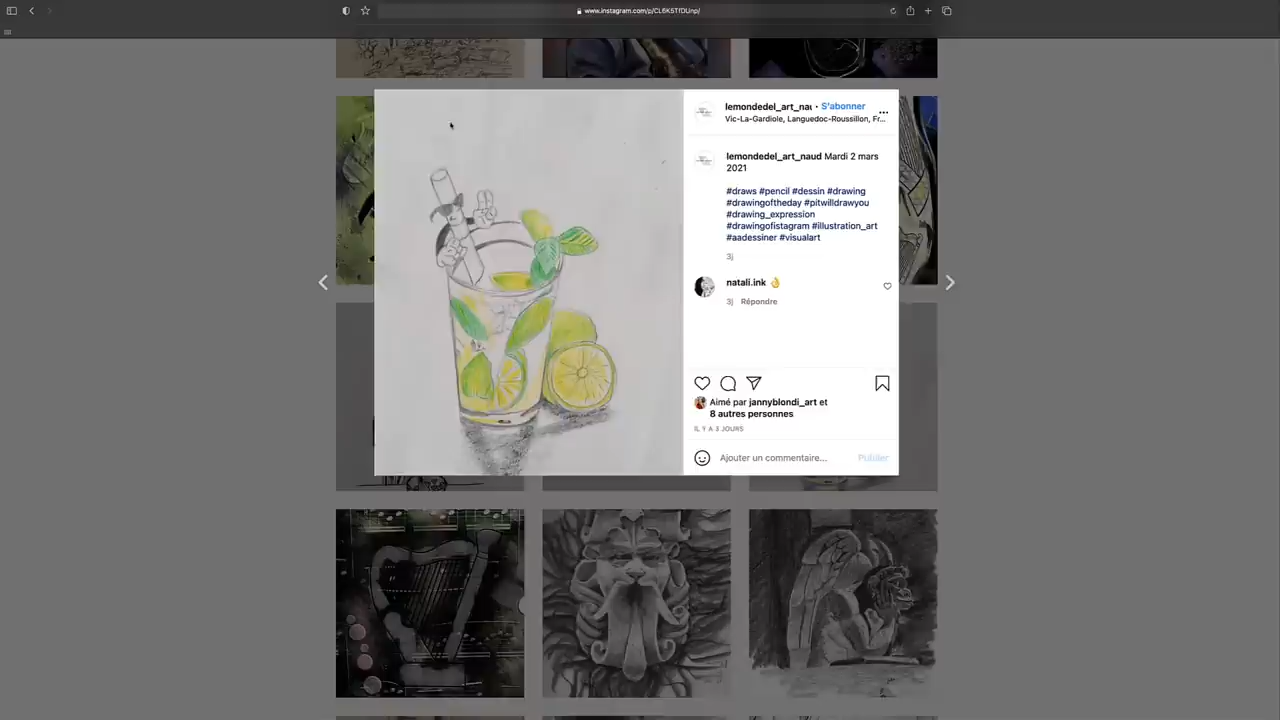 www.instagram.com/p/CL6K5TfDUnp/
lemondedel_art_nau • S'abonner
Vic-La-Gardiole, Languedoc-Roussillon, Fr...
lemondedel_art_naud Mardi 2 mars
2021
#draws #pencil #dessin #drawing
#drawingoftheday #pitwilldrawyou
#drawing_expression
#drawingofistagram #illustration_art
#aadessiner #visualart
3j
natali.ink 👌
3j Répondre
Aimé par jannyblondi_art et
8 autres personnes
IL Y A 3 JOURS
Ajouter un commentaire...
Publier